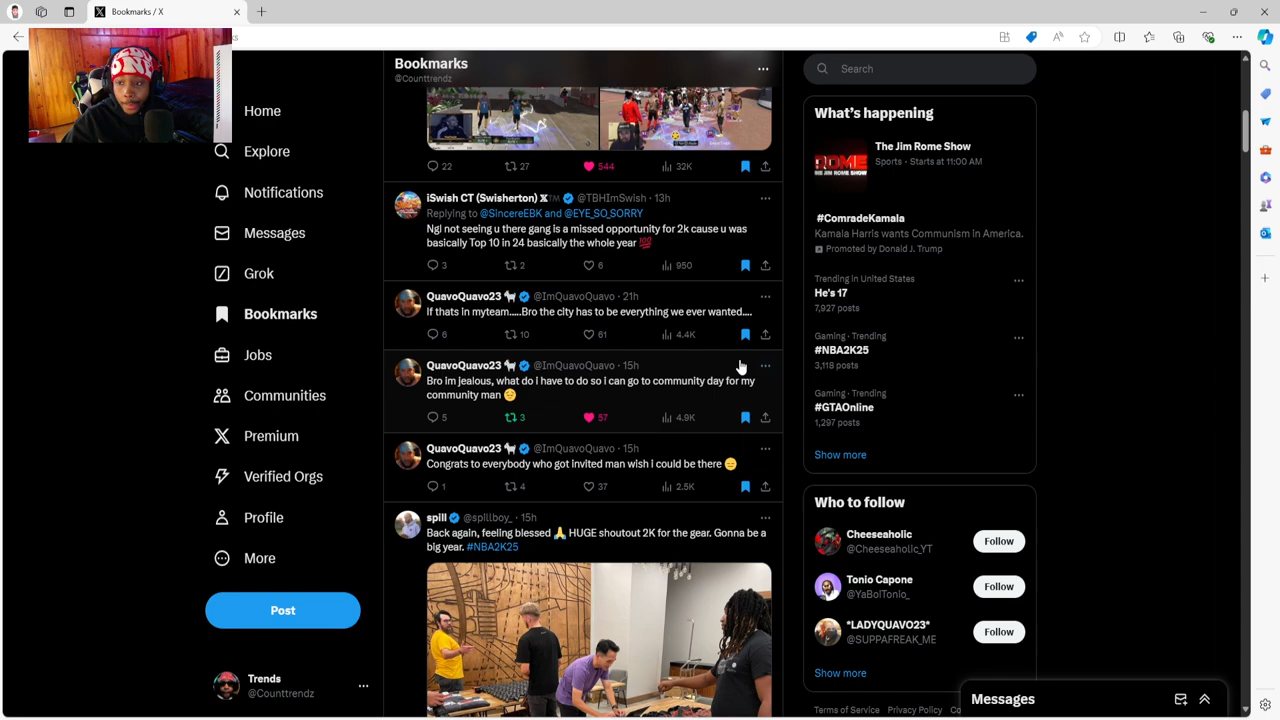 Bookmarks / X
Bookmarks
@Counttrendz
Home
Explore
Notifications
Messages
Grok
Bookmarks
Jobs
Communities
Premium
Verified Orgs
Profile
More
Post
Trends
@Counttrendz
22 27 544 32K
iSwish CT (Swisherton) 𝕏™ @TBHImSwish · 13h
Replying to @SincereEBK and @EYE_SO_SORRY
Ngl not seeing u there gang is a missed opportunity for 2k cause u was
basically Top 10 in 24 basically the whole year 💯
3 2 6 950
QuavoQuavo23 🐐 @ImQuavoQuavo · 21h
If thats in myteam.....Bro the city has to be everything we ever wanted....
6 10 61 4.4K
QuavoQuavo23 🐐 @ImQuavoQuavo · 15h
Bro im jealous, what do i have to do so i can go to community day for my
community man 😔
5 3 57 4.9K
QuavoQuavo23 🐐 @ImQuavoQuavo · 15h
Congrats to everybody who got invited man wish i could be there 😑
1 4 37 2.5K
spill @spillboy_ · 15h
Back again, feeling blessed 🙏 HUGE shoutout 2K for the gear. Gonna be a
big year. #NBA2K25
Search
What's happening
ROME
The Jim Rome Show
Sports · Starts at 11:00 AM
#ComradeKamala
Kamala Harris wants Communism in America.
Promoted by Donald J. Trump
Trending in United States
He's 17
7,927 posts
Gaming · Trending
#NBA2K25
3,118 posts
Gaming · Trending
#GTAOnline
1,297 posts
Show more
Who to follow
Cheeseaholic
@Cheeseaholic_YT
Follow
Tonio Capone
@YaBoiTonio_
Follow
*LADYQUAVO23*
@SUPPAFREAK_ME
Follow
Show more
Terms of Service Privacy Policy
Messages